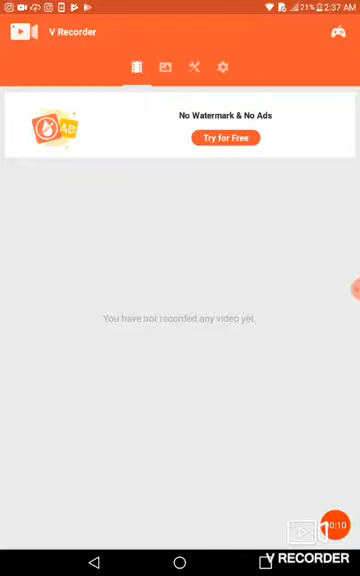 21% 2:37 AM
V Recorder
No Watermark & No Ads
AB
Try for Free
You have not recorded any video yet.
0:10
V RECORDER